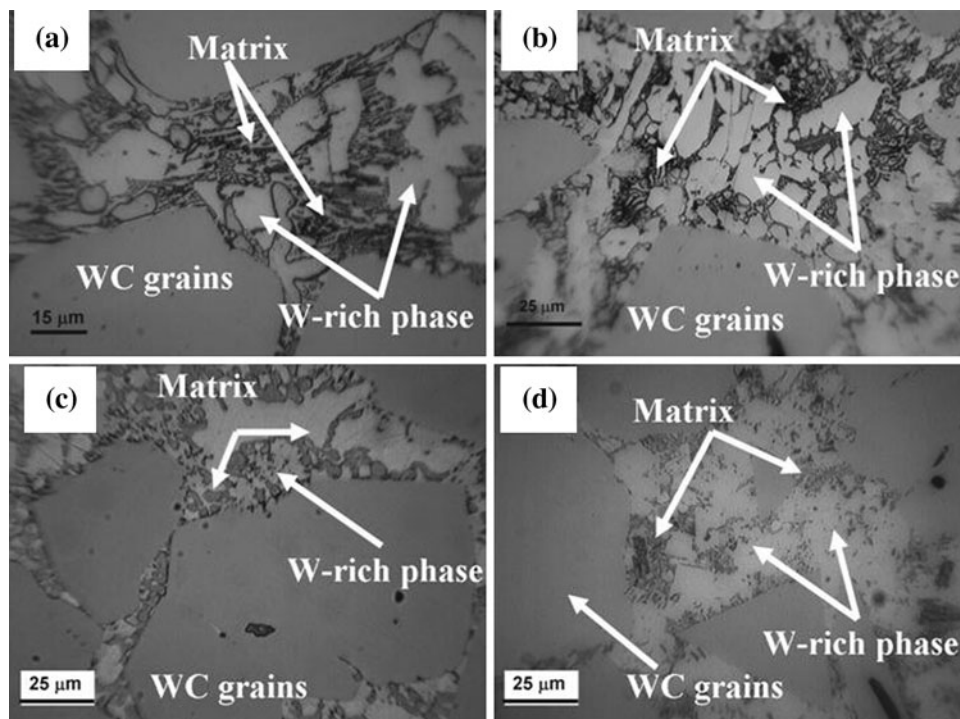 (a)
Matrix
WC grains
W-rich phase
15 μm
(b)
Matrix
W-rich phase
25 μm
WC grains
(c)
Matrix
W-rich phase
25 μm
WC grains
(d)
Matrix
W-rich phase
25 μm
WC grains